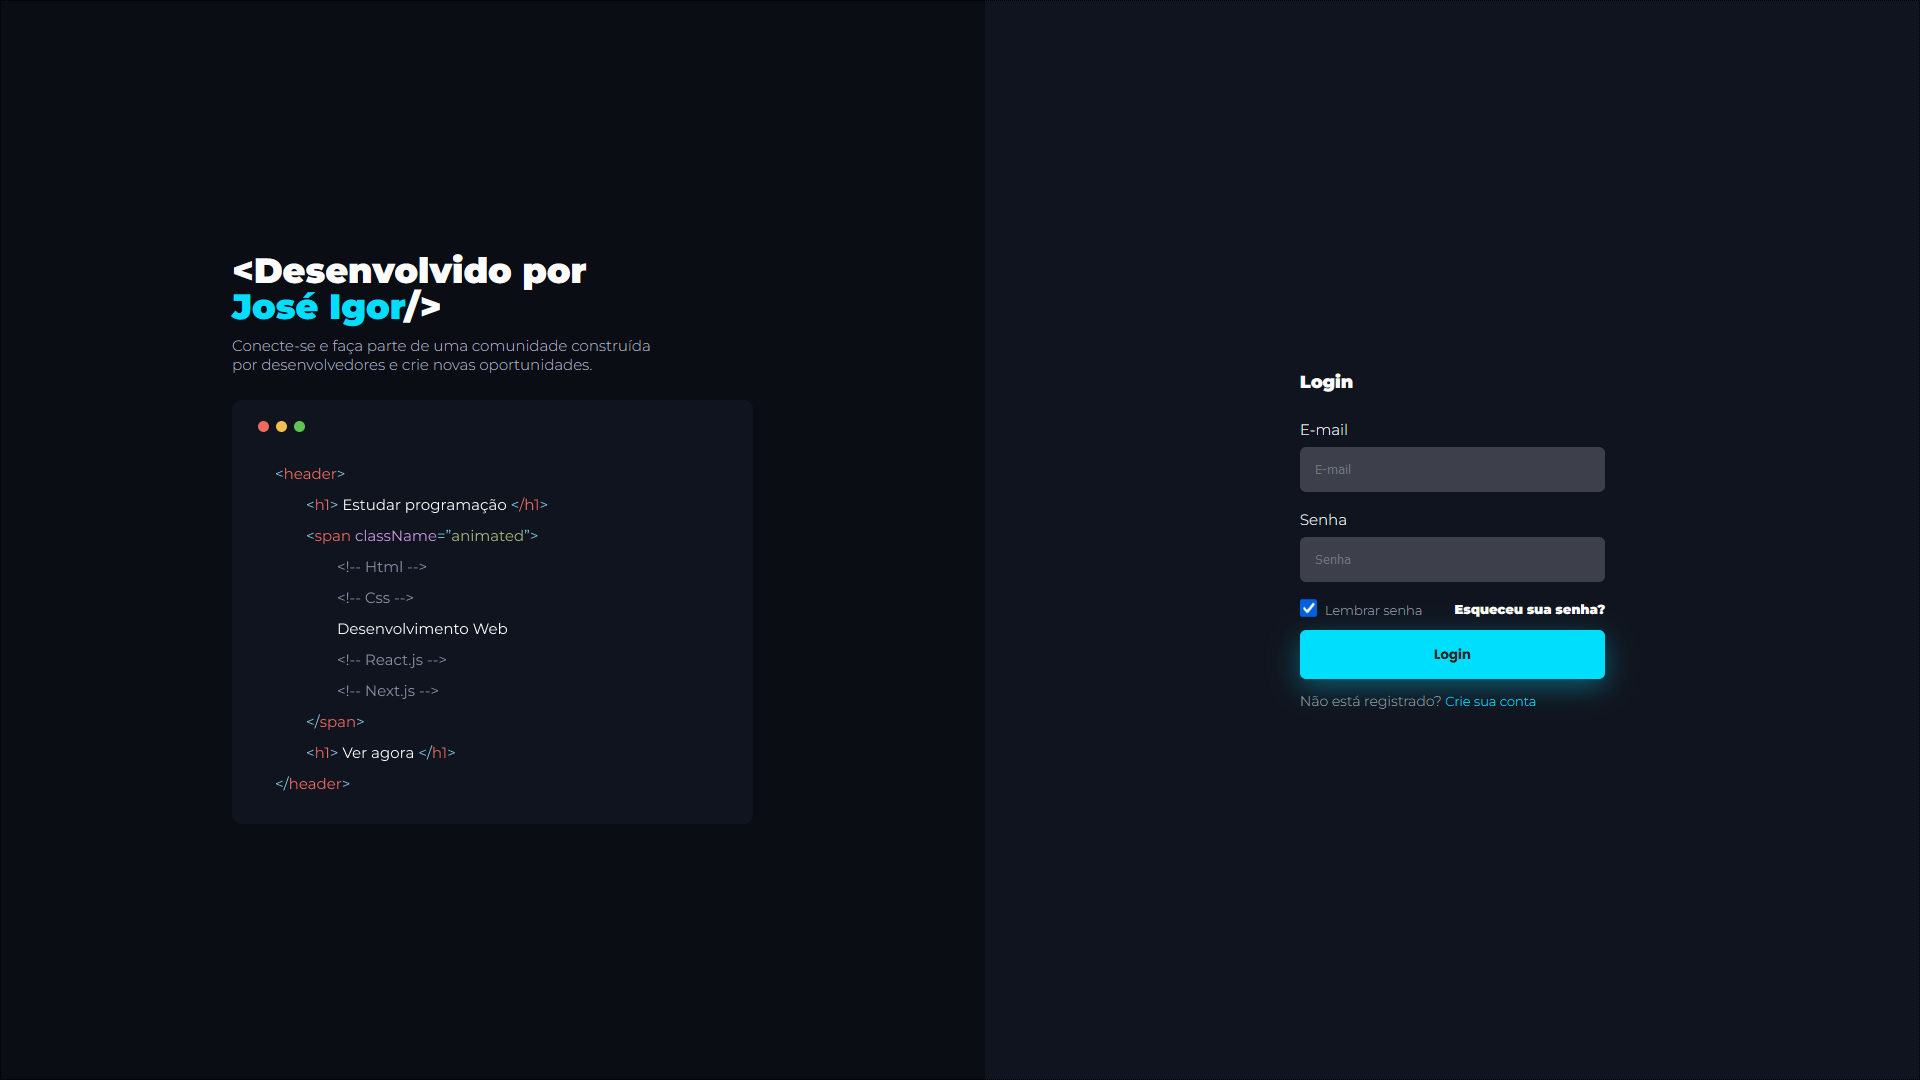 <Desenvolvido por
José Igor/>
Conecte-se e faça parte de uma comunidade construída
por desenvolvedores e crie novas oportunidades.
<header>
<h1> Estudar programação </h1>
<span className=”animated”>
<!-- Html -->
<!-- Css -->
Desenvolvimento Web
<!-- React.js -->
<!-- Next.js -->
</span>
<h1> Ver agora </h1>
</header>
Login
E-mail
E-mail
Senha
Senha
Lembrar senha Esqueceu sua senha?
Login
Não está registrado? Crie sua conta